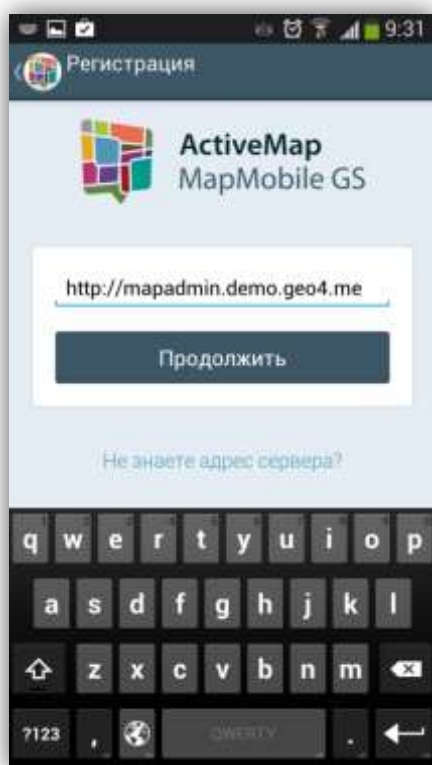 9:31
Регистрация
ActiveMap
MapMobile GS
http://mapadmin.demo.geo4.me
Продолжить
Не знаете адрес сервера?
q w e r t y u i o p
a s d f g h j k l
z x c v b n m
?123 , QWERTY .